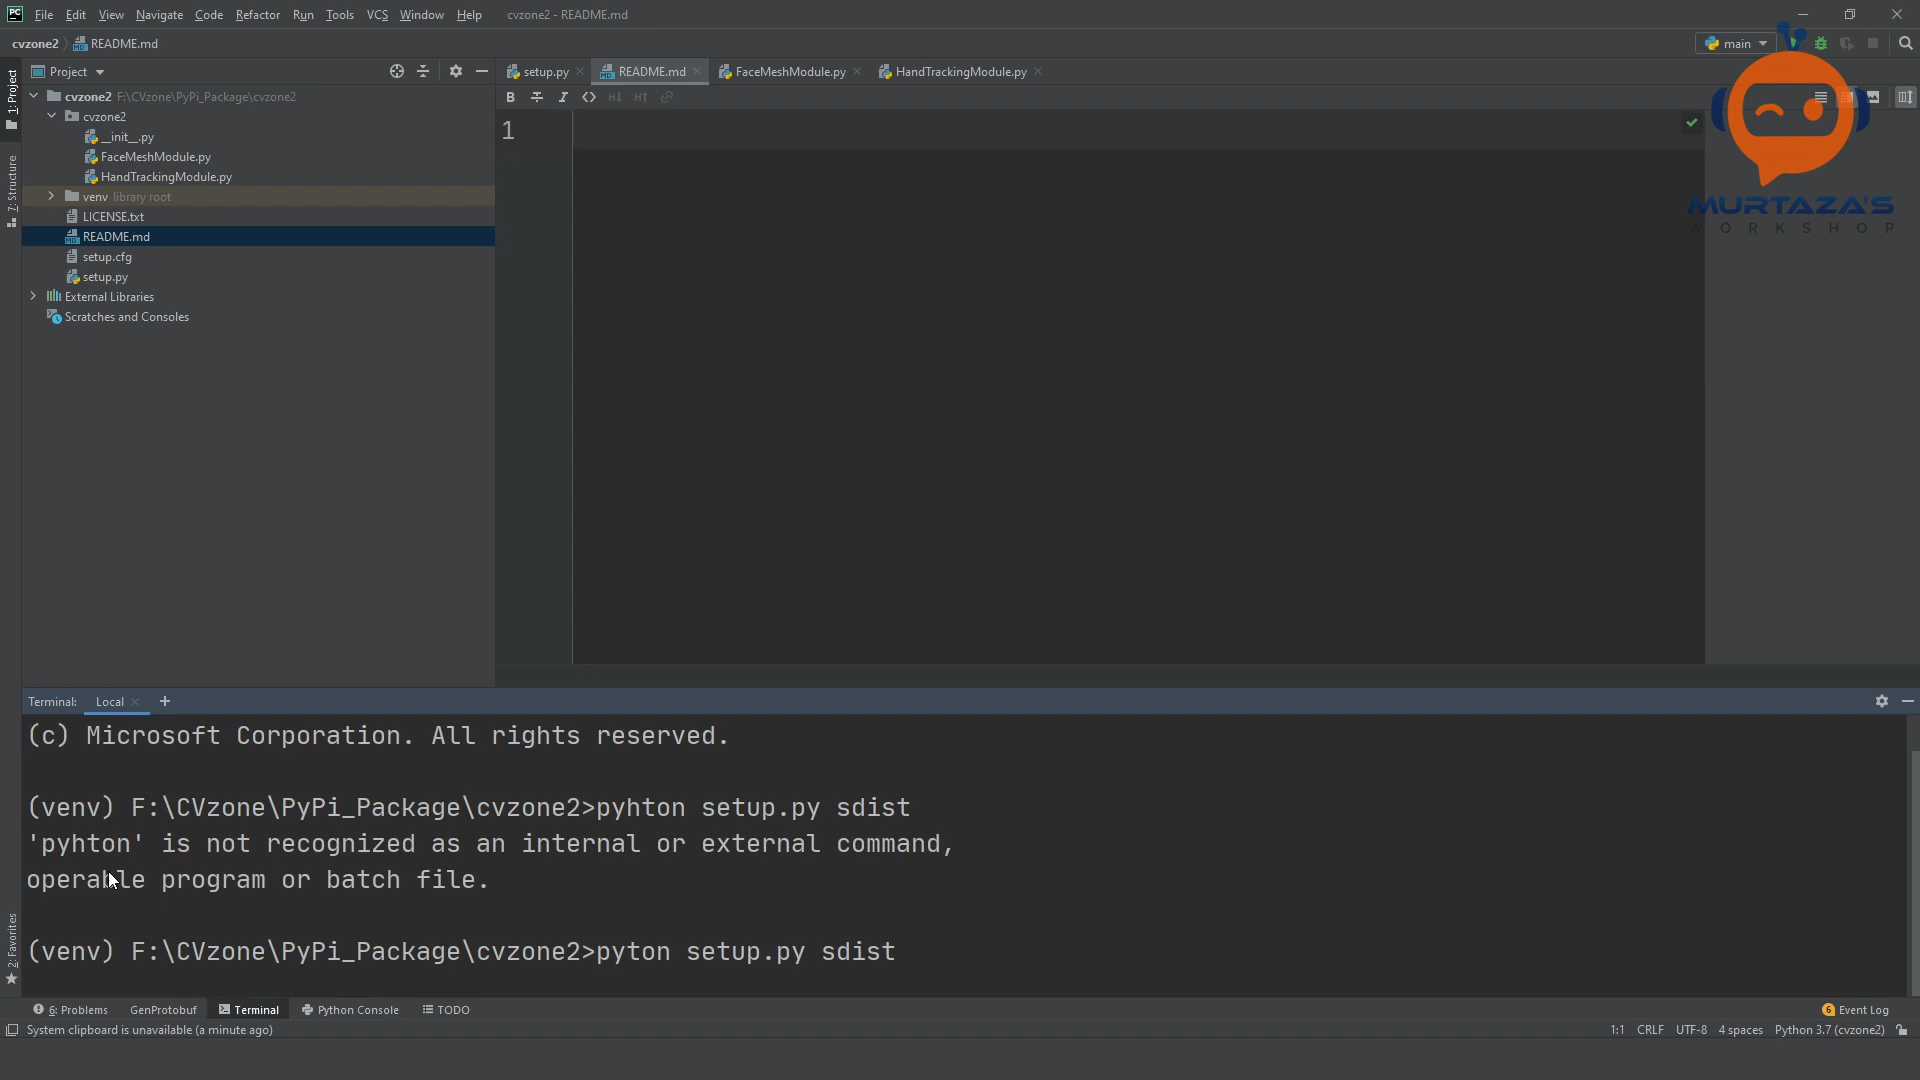 PC File Edit View Navigate Code Refactor Run Tools VCS Window Help cvzone2 - README.md
cvzone2 README.md
main
1: Project
Project
setup.py README.md FaceMeshModule.py HandTrackingModule.py
cvzone2 F:\CVzone\PyPi_Package\cvzone2
cvzone2
__init__.py
FaceMeshModule.py
HandTrackingModule.py
venv library root
LICENSE.txt
README.md
setup.cfg
setup.py
External Libraries
Scratches and Consoles
7: Structure
B I H↓ H↑
1
MURTAZA'S
WORKSHOP
Terminal: Local +
(c) Microsoft Corporation. All rights reserved.
(venv) F:\CVzone\PyPi_Package\cvzone2>pyhton setup.py sdist
'pyhton' is not recognized as an internal or external command,
operable program or batch file.
(venv) F:\CVzone\PyPi_Package\cvzone2>pyton setup.py sdist
2: Favorites
6: Problems GenProtobuf Terminal Python Console TODO 6 Event Log
System clipboard is unavailable (a minute ago) 1:1 CRLF UTF-8 4 spaces Python 3.7 (cvzone2)